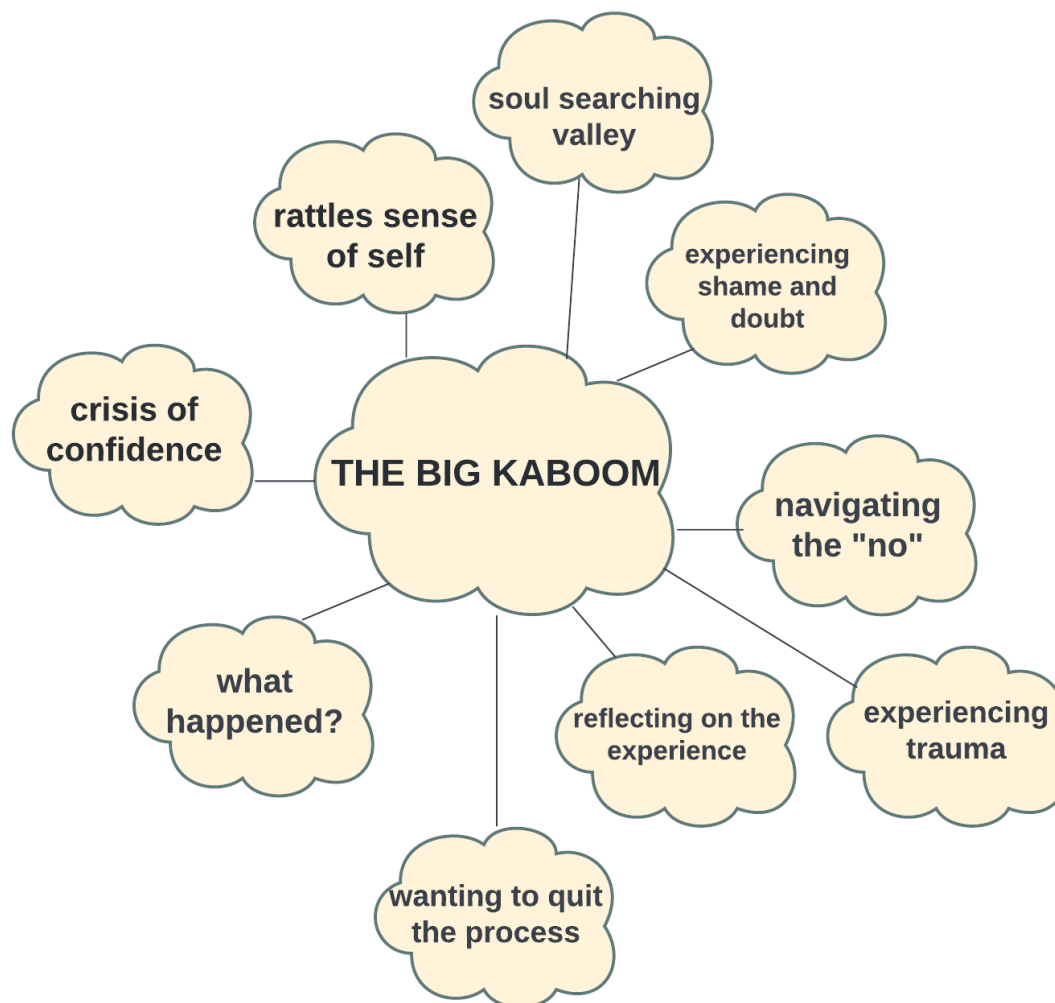 soul searching
valley
rattles sense
of self
experiencing
shame and
doubt
crisis of
confidence
THE BIG KABOOM
navigating
the "no"
what
happened?
reflecting on the
experience
experiencing
trauma
wanting to quit
the process